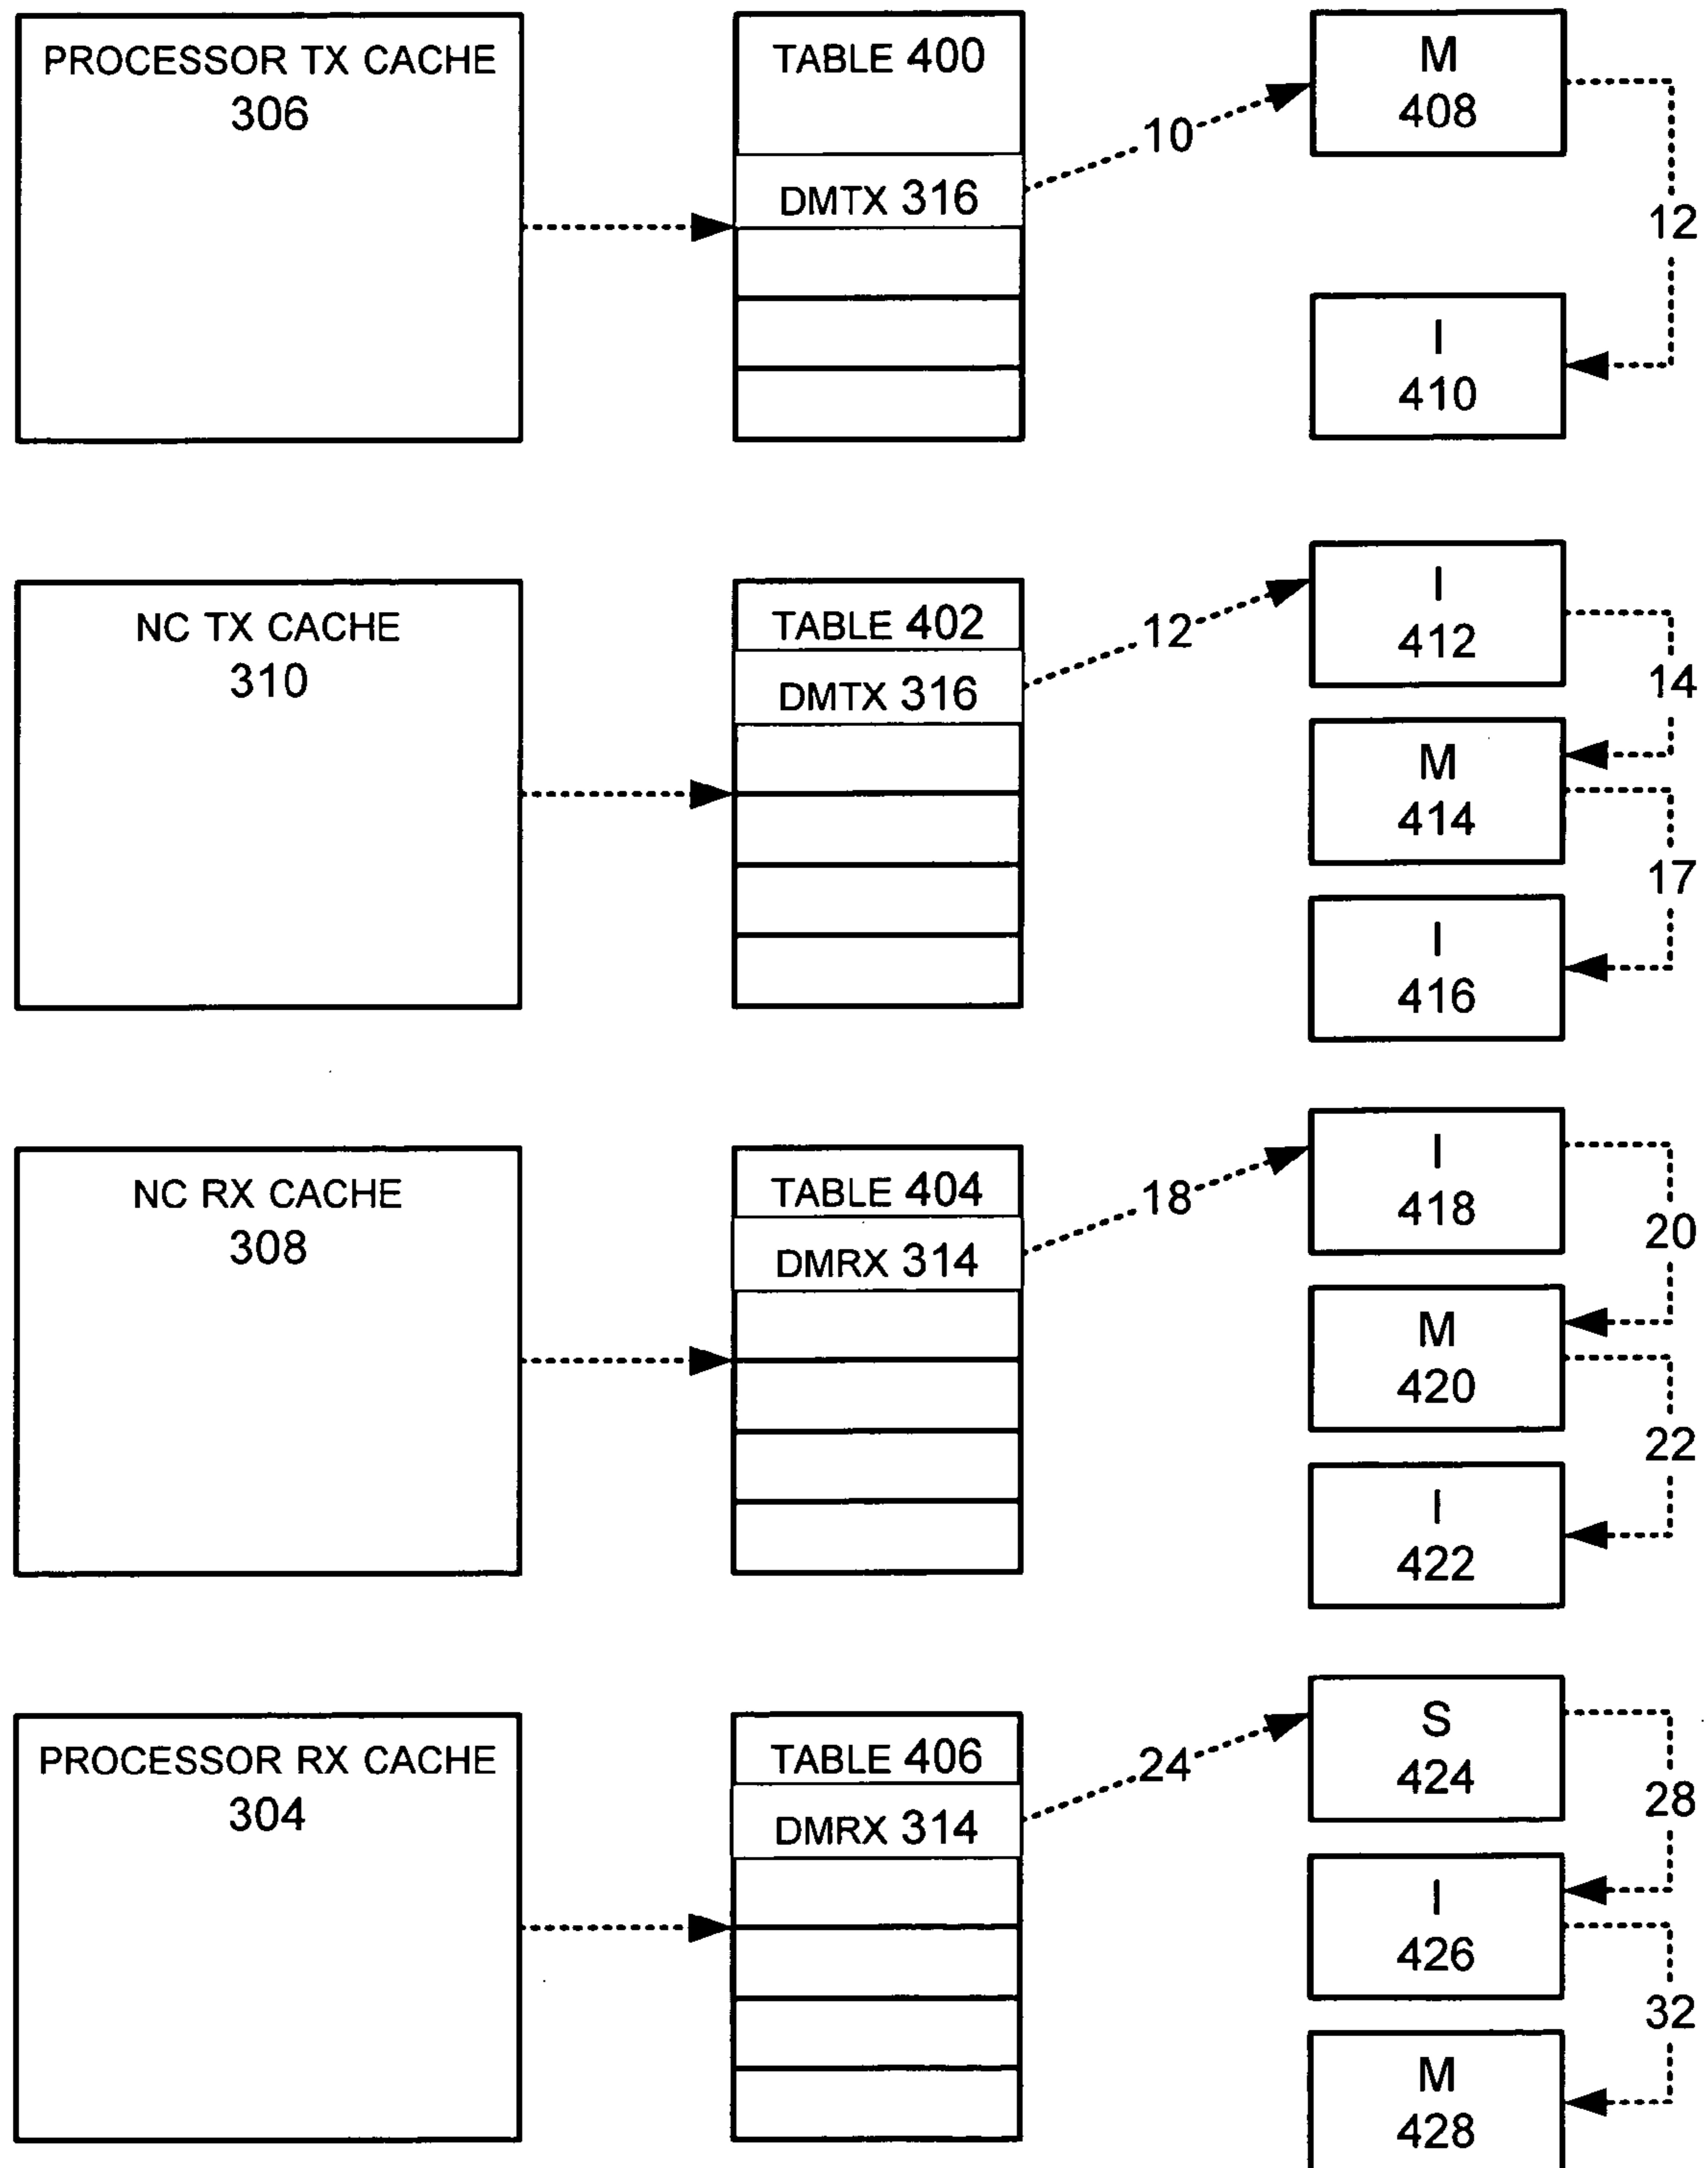 PROCESSOR TX CACHE
306
TABLE 400
DMTX 316
10
M
408
12
I
410
NC TX CACHE
310
TABLE 402
DMTX 316
12
I
412
14
M
414
17
I
416
NC RX CACHE
308
TABLE 404
DMRX 314
18
I
418
20
M
420
22
I
422
PROCESSOR RX CACHE
304
TABLE 406
DMRX 314
24
S
424
28
I
426
32
M
428